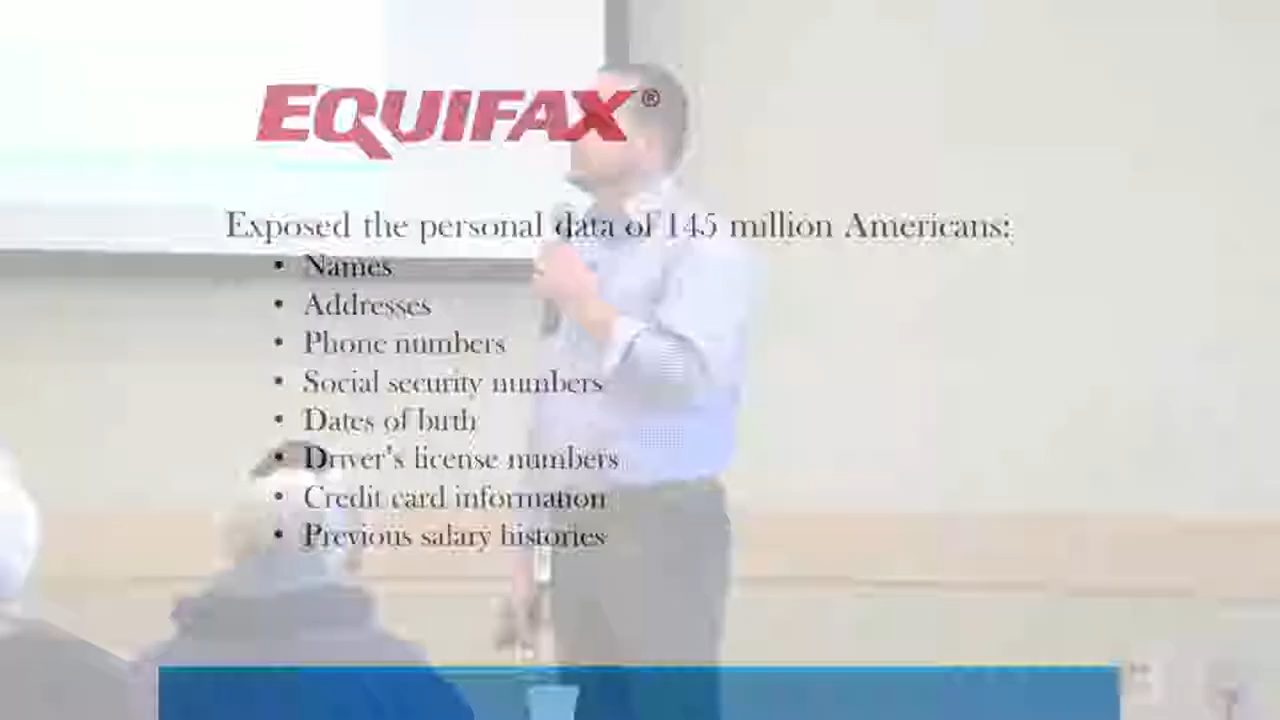 EQUIFAX®
Exposed the personal data of 145 million Americans:
• Names
• Addresses
• Phone numbers
• Social security numbers
• Dates of birth
• Driver's license numbers
• Credit card information
• Previous salary histories